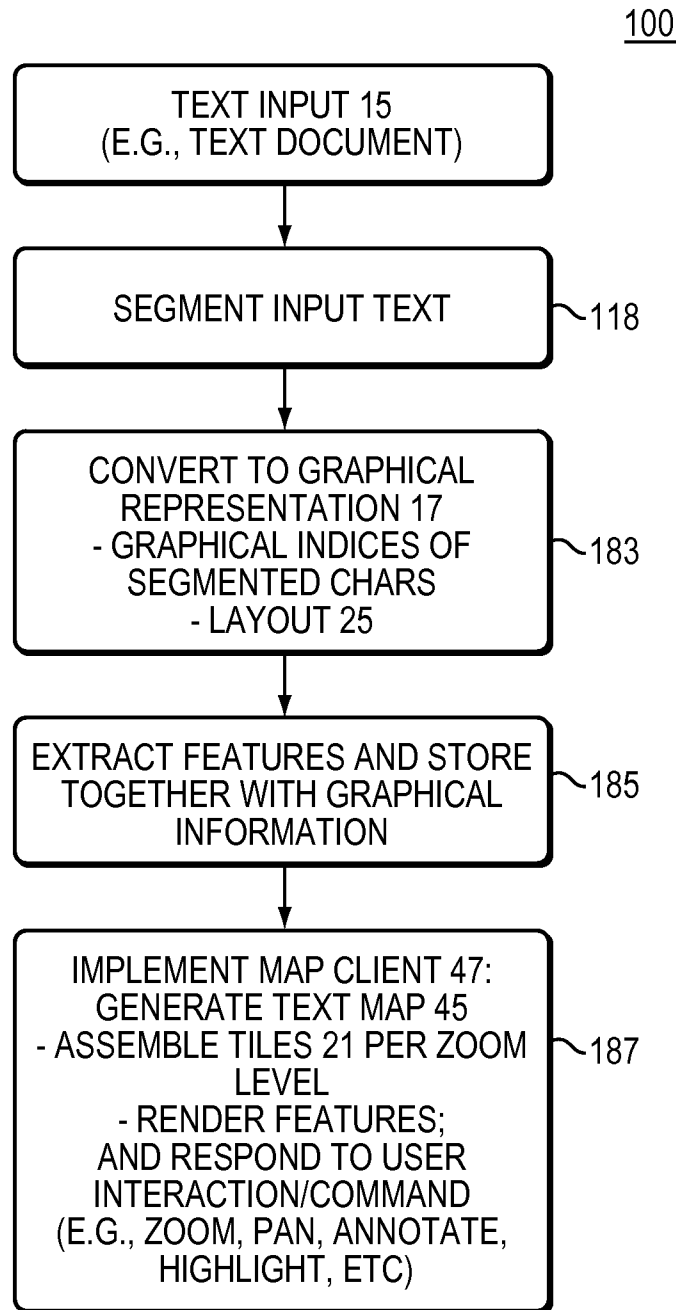 100
TEXT INPUT 15
(E.G., TEXT DOCUMENT)
SEGMENT INPUT TEXT
118
CONVERT TO GRAPHICAL
REPRESENTATION 17
- GRAPHICAL INDICES OF
SEGMENTED CHARS
- LAYOUT 25
183
EXTRACT FEATURES AND STORE
TOGETHER WITH GRAPHICAL
INFORMATION
185
IMPLEMENT MAP CLIENT 47:
GENERATE TEXT MAP 45
- ASSEMBLE TILES 21 PER ZOOM
LEVEL
- RENDER FEATURES;
AND RESPOND TO USER
INTERACTION/COMMAND
(E.G., ZOOM, PAN, ANNOTATE,
HIGHLIGHT, ETC)
187